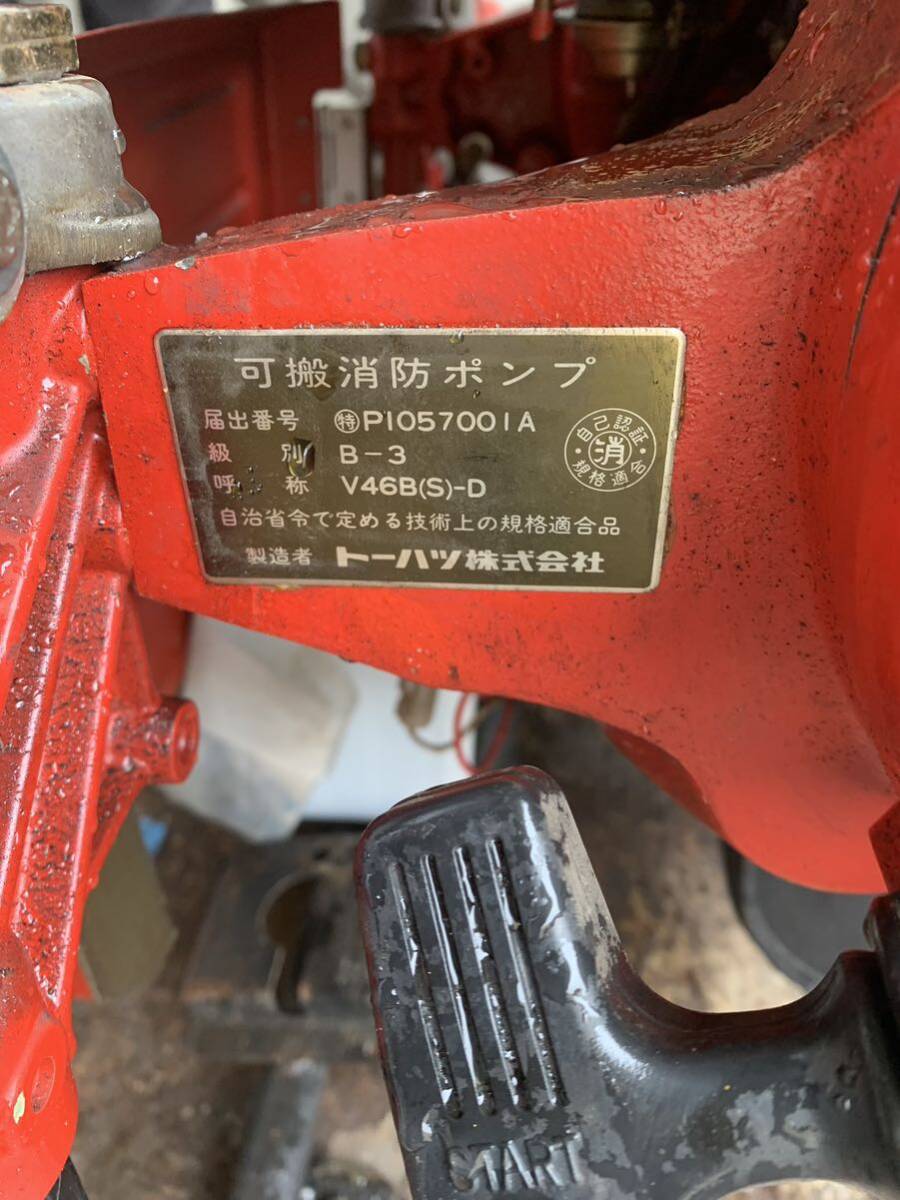 可搬消防ポンプ
届出番号 特P1057001A
級別 B-3
呼称 V46B(S)-D
自治省令で定める技術上の規格適合品
製造者 トーハツ株式会社
自己認証
消
規格適合
START